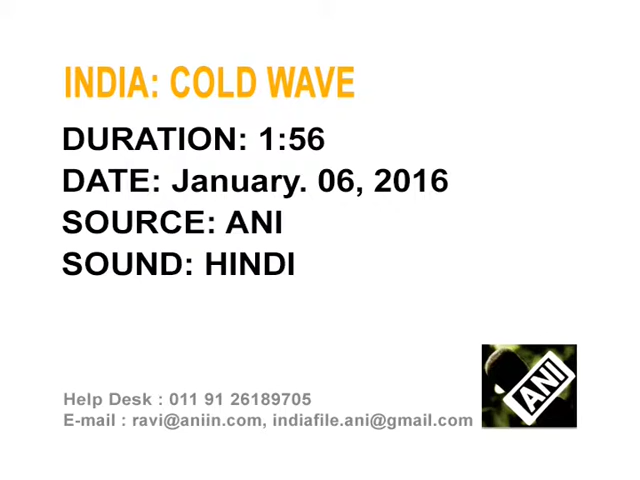 INDIA: COLD WAVE
DURATION: 1:56
DATE: January. 06, 2016
SOURCE: ANI
SOUND: HINDI
Help Desk : 011 91 26189705
E-mail : ravi@aniin.com, indiafile.ani@gmail.com
ANI